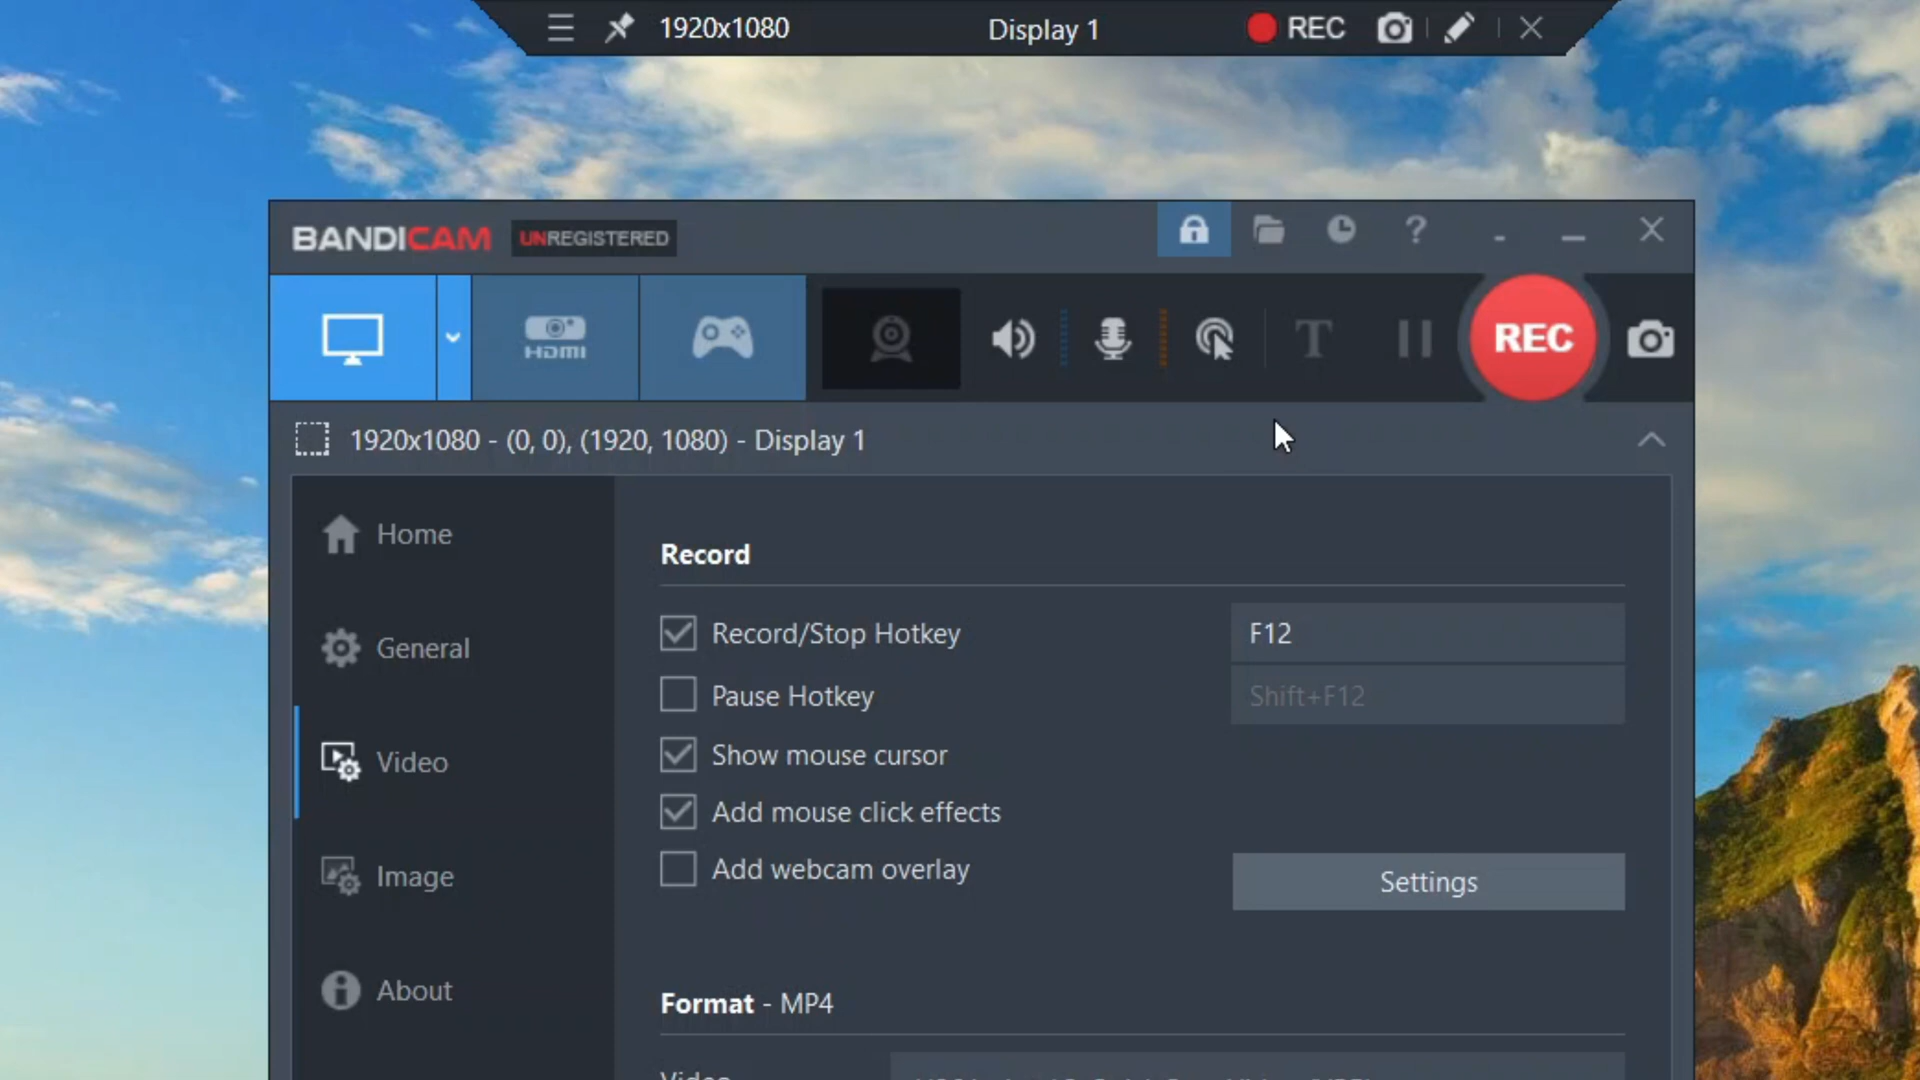 1920x1080 Display 1 REC
BANDICAM UNREGISTERED ?
HDMI T REC
1920x1080 - (0, 0), (1920, 1080) - Display 1
Home
General
Video
Image
About
Record
Record/Stop Hotkey F12
Pause Hotkey Shift+F12
Show mouse cursor
Add mouse click effects
Add webcam overlay
Settings
Format - MP4
Video